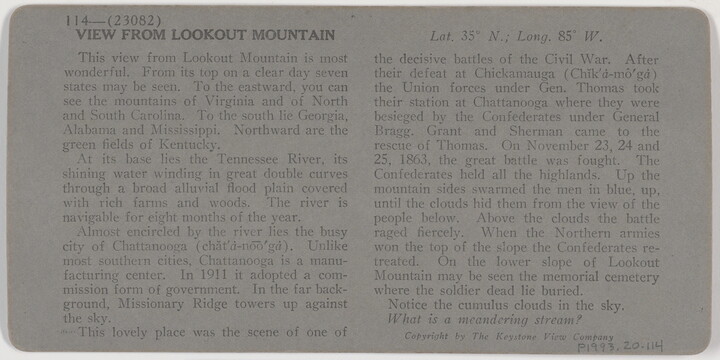 114—(23082)
VIEW FROM LOOKOUT MOUNTAIN
This view from Lookout Mountain is most
wonderful. From its top on a clear day seven
states may be seen. To the eastward, you can
see the mountains of Virginia and of North
and South Carolina. To the south lie Georgia,
Alabama and Mississippi. Northward are the
green fields of Kentucky.
At its base lies the Tennessee River, its
shining water winding in great double curves
through a broad alluvial flood plain covered
with rich farms and woods. The river is
navigable for eight months of the year.
Almost encircled by the river lies the busy
city of Chattanooga (chăt′á-nōō′gá). Unlike
most southern cities, Chattanooga is a manu-
facturing center. In 1911 it adopted a com-
mission form of government. In the far back-
ground, Missionary Ridge towers up against
the sky.
This lovely place was the scene of one of
Lat. 35° N.; Long. 85° W.
the decisive battles of the Civil War. After
their defeat at Chickamauga (Chĭk′á-mô′gá)
the Union forces under Gen. Thomas took
their station at Chattanooga where they were
besieged by the Confederates under General
Bragg. Grant and Sherman came to the
rescue of Thomas. On November 23, 24 and
25, 1863, the great battle was fought. The
Confederates held all the highlands. Up the
mountain sides swarmed the men in blue, up,
until the clouds hid them from the view of the
people below. Above the clouds the battle
raged fiercely. When the Northern armies
won the top of the slope the Confederates re-
treated. On the lower slope of Lookout
Mountain may be seen the memorial cemetery
where the soldier dead lie buried.
Notice the cumulus clouds in the sky.
What is a meandering stream?
Copyright by The Keystone View Company
P1993.20.114